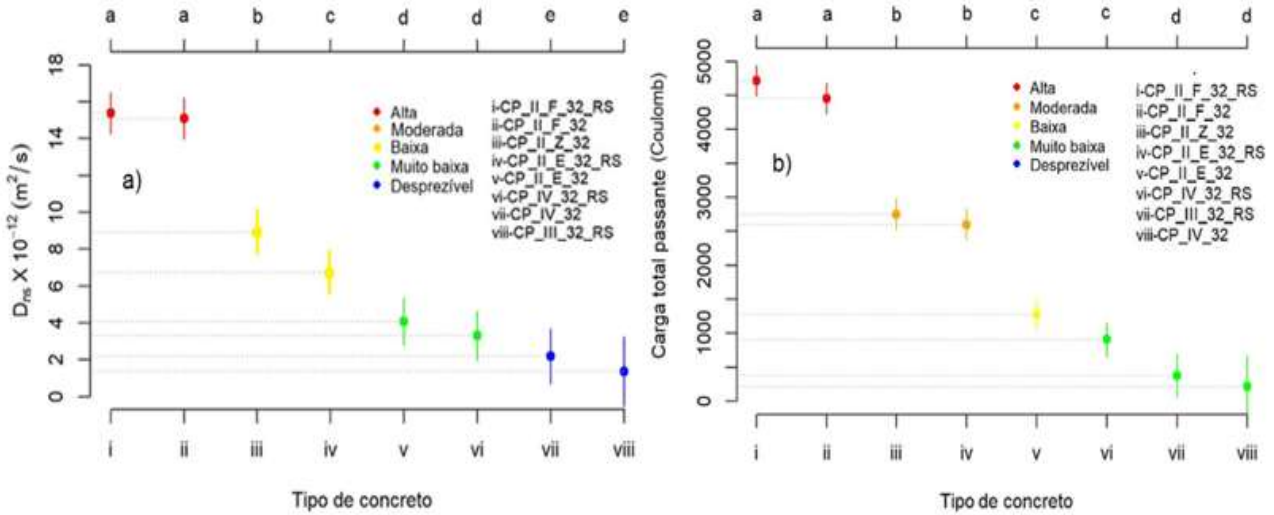 a a b c d d e e
18
14
10
8
6
4
2
0
D_ns X 10^-12 (m^2/s)
a)
Alta
Moderada
Baixa
Muito baixa
Desprezível
i-CP_II_F_32_RS
ii-CP_II_F_32
iii-CP_II_Z_32
iv-CP_II_E_32_RS
v-CP_II_E_32
vi-CP_IV_32_RS
vii-CP_IV_32
viii-CP_III_32_RS
i ii iii iv v vi vii viii
Tipo de concreto
a a b b c c d d
5000
4000
3000
2000
1000
0
Carga total passante (Coulomb)
b)
Alta
Moderada
Baixa
Muito baixa
Desprezível
i-CP_II_F_32_RS
ii-CP_II_F_32
iii-CP_II_Z_32
iv-CP_II_E_32_RS
v-CP_II_E_32
vi-CP_IV_32_RS
vii-CP_III_32_RS
viii-CP_IV_32
i ii iii iv v vi vii viii
Tipo de concreto